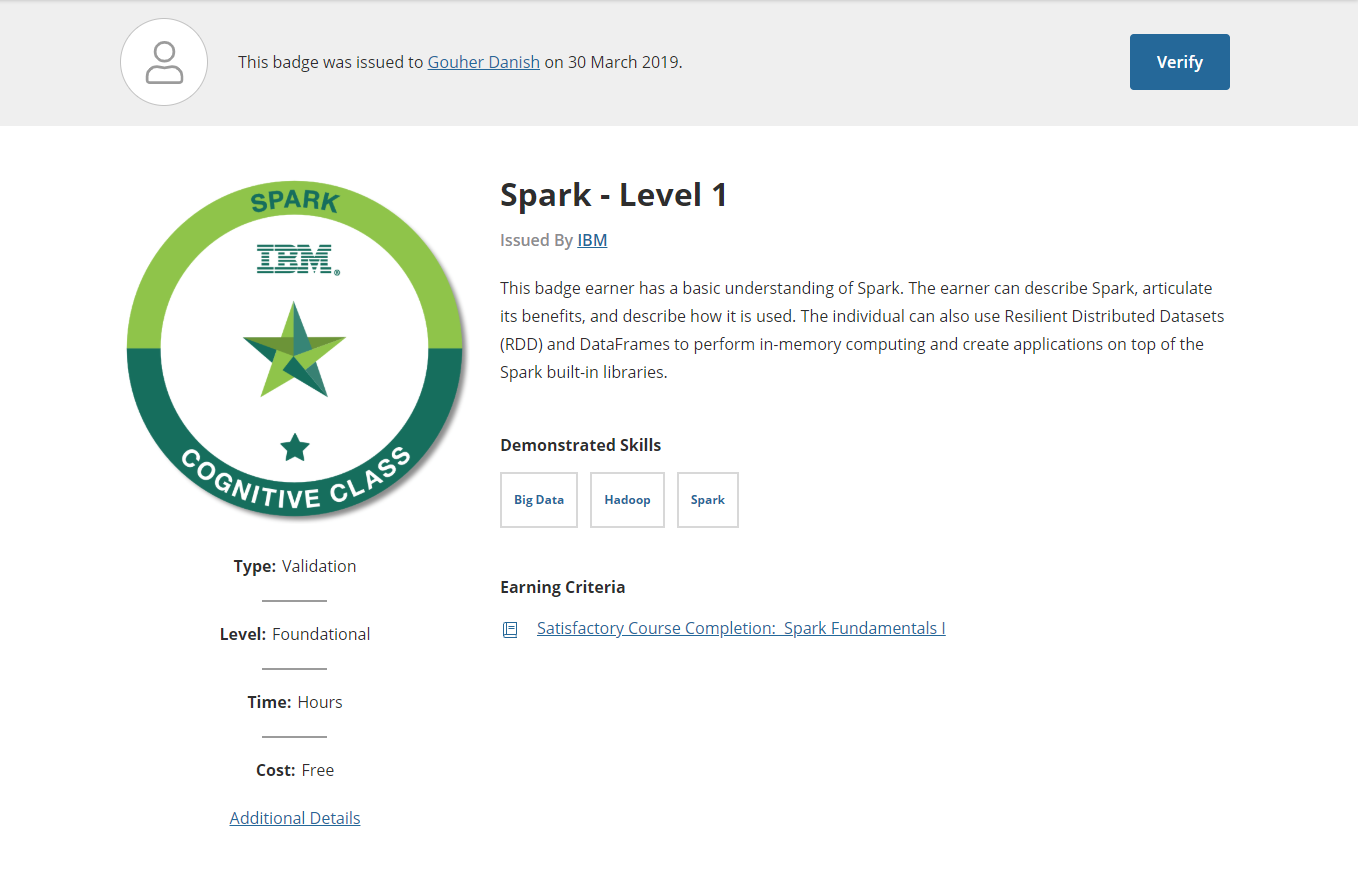 This badge was issued to Gouher Danish on 30 March 2019.
Verify
SPARK
IBM®
COGNITIVE CLASS
Type: Validation
Level: Foundational
Time: Hours
Cost: Free
Additional Details
Spark - Level 1
Issued By IBM
This badge earner has a basic understanding of Spark. The earner can describe Spark, articulate
its benefits, and describe how it is used. The individual can also use Resilient Distributed Datasets
(RDD) and DataFrames to perform in-memory computing and create applications on top of the
Spark built-in libraries.
Demonstrated Skills
Big Data Hadoop Spark
Earning Criteria
Satisfactory Course Completion:  Spark Fundamentals I